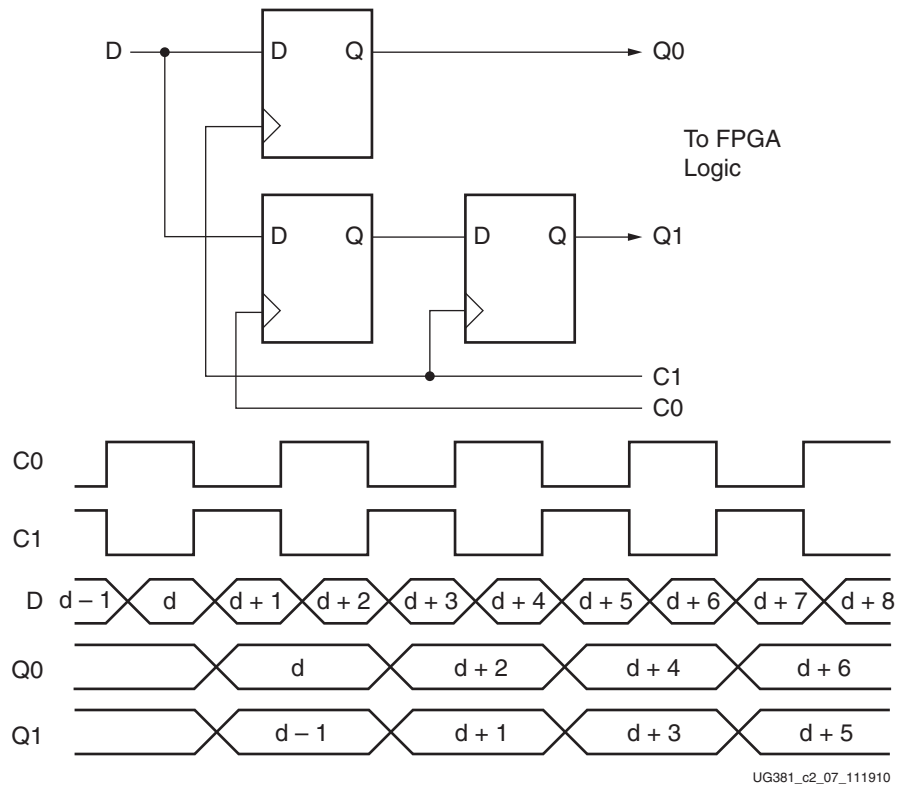 D
D Q
Q0
To FPGA
Logic
D Q
D Q
Q1
C1
C0
C0
C1
D d – 1 d d + 1 d + 2 d + 3 d + 4 d + 5 d + 6 d + 7 d + 8
Q0 d d + 2 d + 4 d + 6
Q1 d – 1 d + 1 d + 3 d + 5
UG381_c2_07_111910